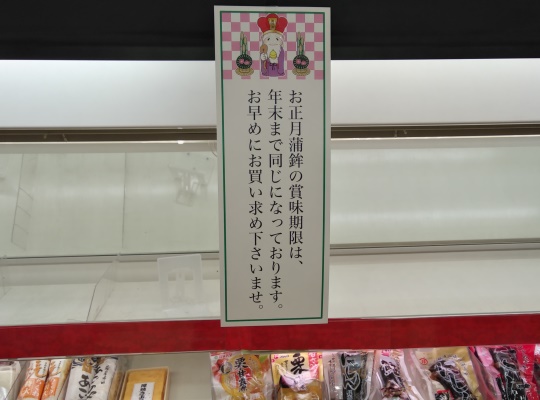 お正月蒲鉾の賞味期限は、
年末まで同じになっております。
お早めにお買い求め下さいませ。